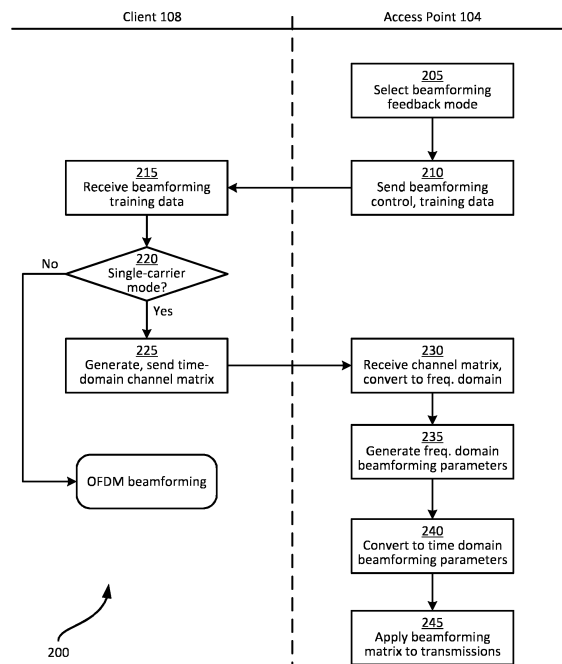 Client 108
Access Point 104
205
Select beamforming
feedback mode
210
Send beamforming
control, training data
215
Receive beamforming
training data
220
Single-carrier
mode?
No
Yes
225
Generate, send time-
domain channel matrix
230
Receive channel matrix,
convert to freq. domain
235
Generate freq. domain
beamforming parameters
OFDM beamforming
240
Convert to time domain
beamforming parameters
245
Apply beamforming
matrix to transmissions
200